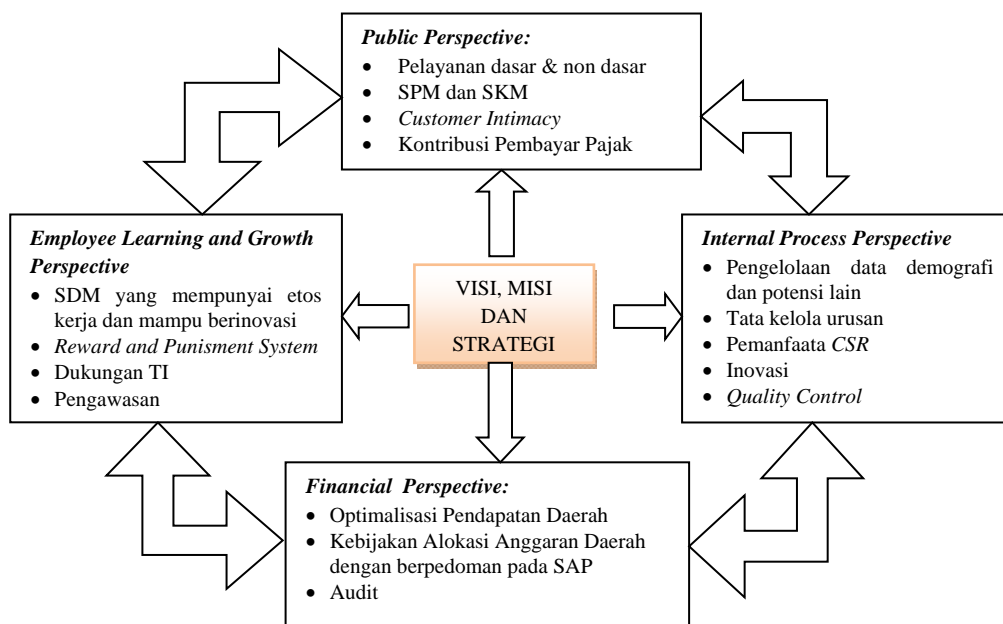 Public Perspective:
• Pelayanan dasar & non dasar
• SPM dan SKM
• Customer Intimacy
• Kontribusi Pembayar Pajak
Employee Learning and Growth
Perspective
• SDM yang mempunyai etos
kerja dan mampu berinovasi
• Reward and Punisment System
• Dukungan TI
• Pengawasan
VISI, MISI
DAN
STRATEGI
Internal Process Perspective
• Pengelolaan data demografi
dan potensi lain
• Tata kelola urusan
• Pemanfaata CSR
• Inovasi
• Quality Control
Financial Perspective:
• Optimalisasi Pendapatan Daerah
• Kebijakan Alokasi Anggaran Daerah
dengan berpedoman pada SAP
• Audit